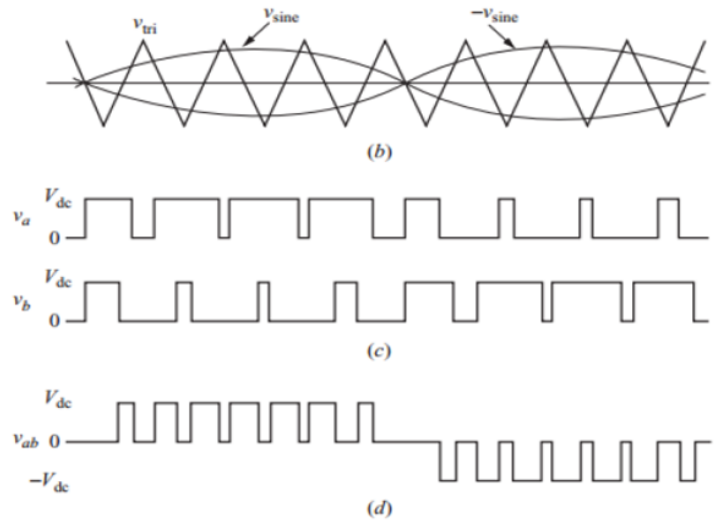 v_tri v_sine −v_sine
(b)
V_dc
v_a
0
V_dc
v_b
0
(c)
V_dc
v_ab 0
−V_dc
(d)